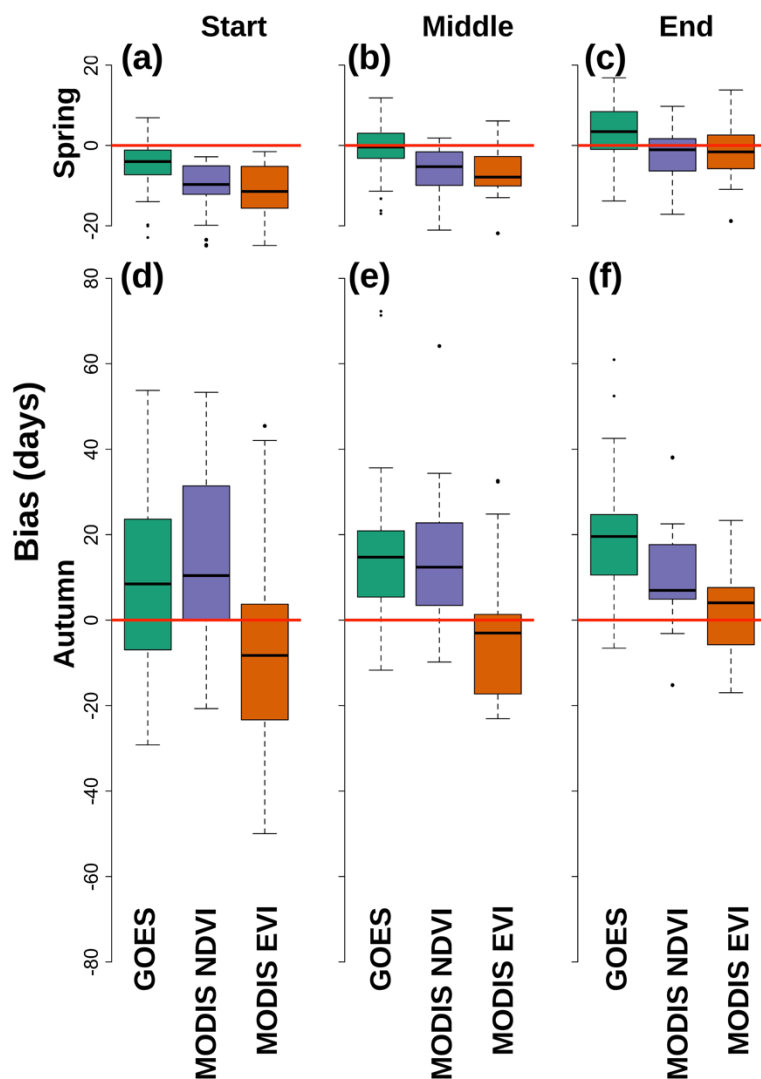 Start Middle End
(a) (b) (c)
Spring
20
0
-20
(d) (e) (f)
Bias (days)
Autumn
80
60
40
20
0
-20
-40
-60
-80
GOES
MODIS NDVI
MODIS EVI
GOES
MODIS NDVI
MODIS EVI
GOES
MODIS NDVI
MODIS EVI